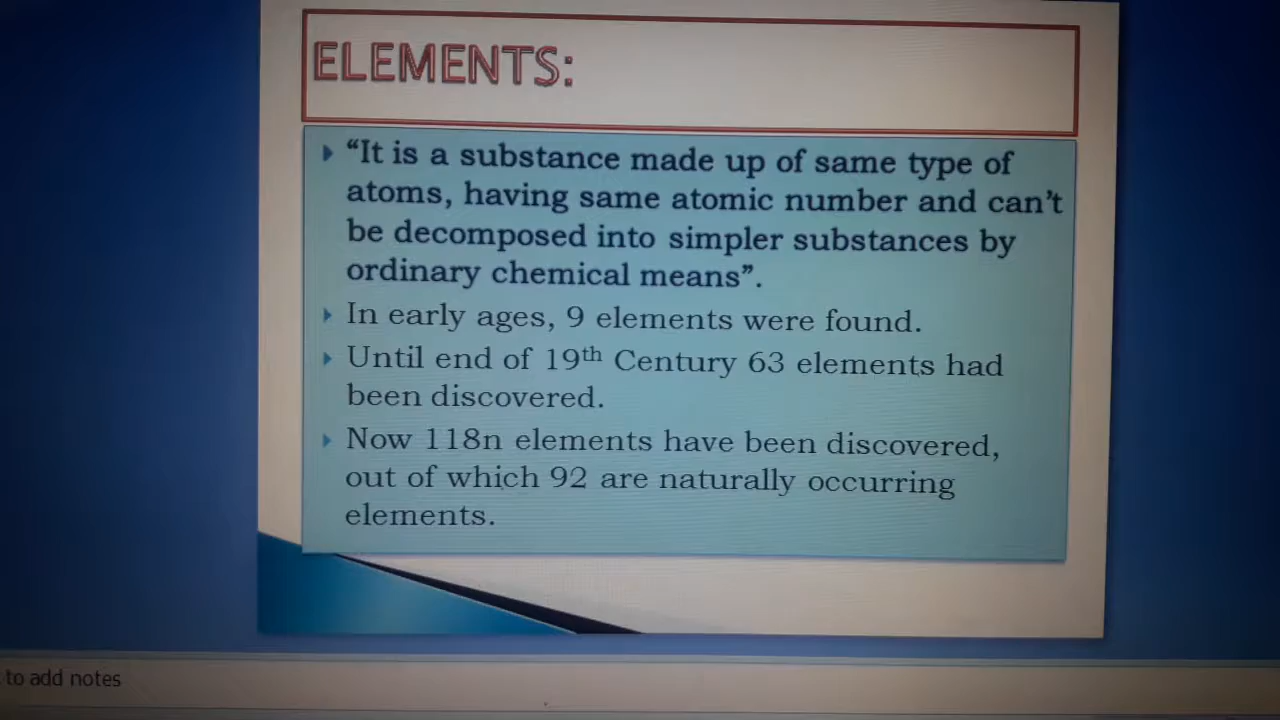 ELEMENTS:
“It is a substance made up of same type of
atoms, having same atomic number and can’t
be decomposed into simpler substances by
ordinary chemical means”.
In early ages, 9 elements were found.
Until end of 19th Century 63 elements had
been discovered.
Now 118n elements have been discovered,
out of which 92 are naturally occurring
elements.
to add notes